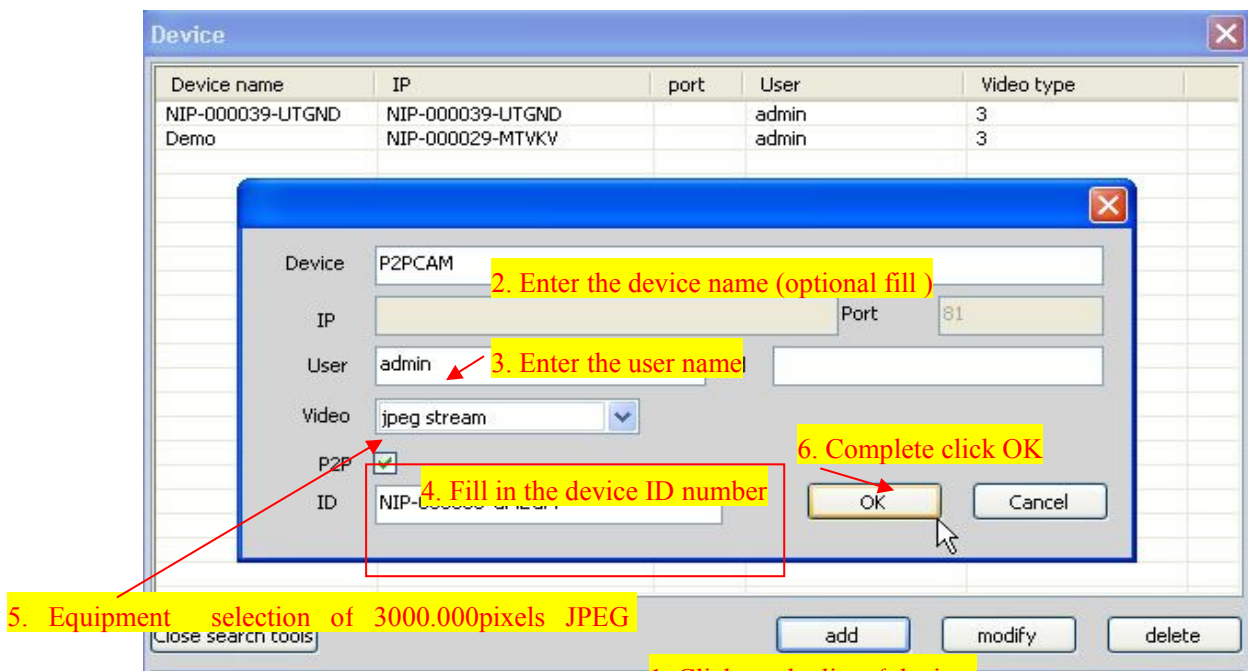 Device
Device name IP port User Video type
NIP-000039-UTGND NIP-000039-UTGND admin 3
Demo NIP-000029-MTVKV admin 3
Device P2PCAM
2. Enter the device name (optional fill )
IP Port 81
User admin 3. Enter the user name
Video jpeg stream
6. Complete click OK
P2P
4. Fill in the device ID number
ID NIP- OK Cancel
5. Equipment selection of 3000.000pixels JPEG
Close search tools add modify delete